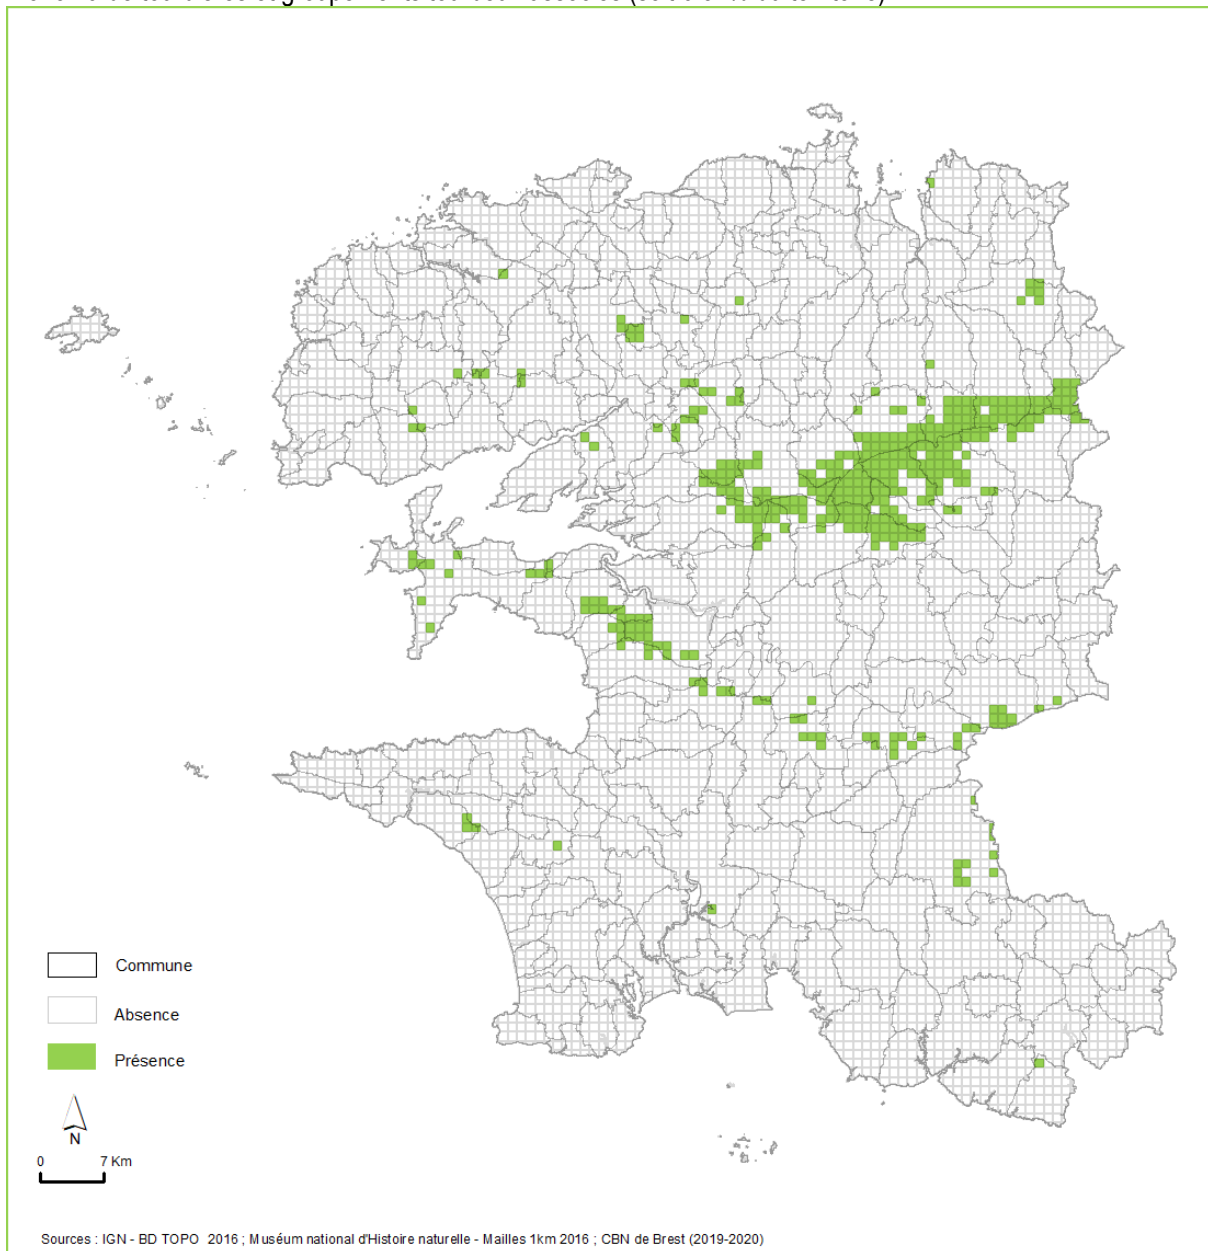 Commune
Absence
Présence
N
0 7 Km
Sources : IGN - BD TOPO 2016 ; Muséum national d'Histoire naturelle - Mailles 1km 2016 ; CBN de Brest (2019-2020)